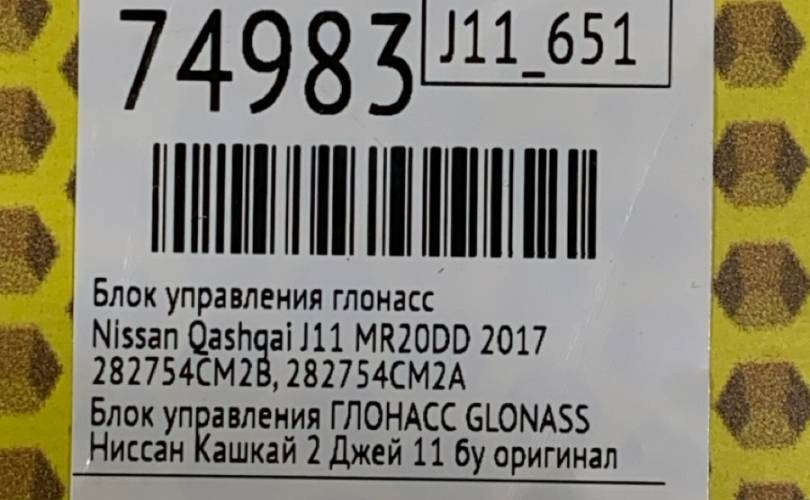 74983
J11_651
Блок управления глонасс
Nissan Qashqai J11 MR20DD 2017
282754CM2B, 282754CM2A
Блок управления ГЛОНАСС GLONASS
Ниссан Кашкай 2 Джей 11 бу оригинал